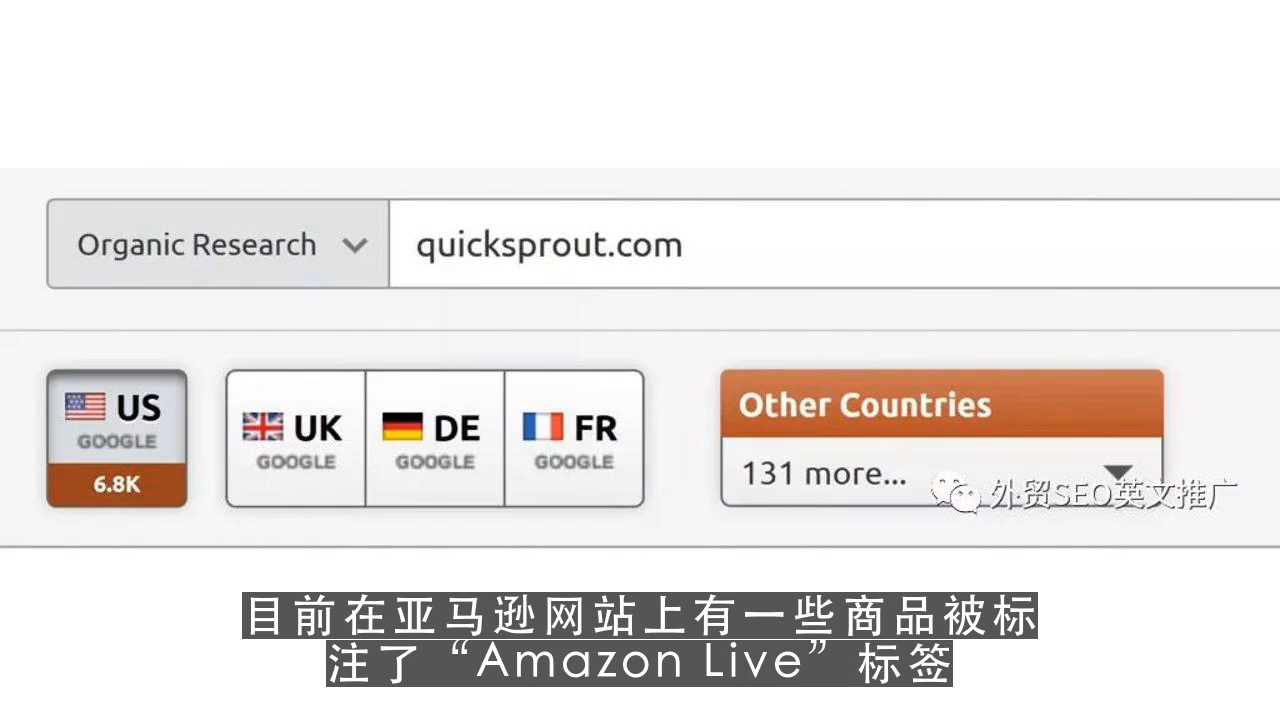 Organic Research
quicksprout.com
US
GOOGLE
6.8K
UK
GOOGLE
DE
GOOGLE
FR
GOOGLE
Other Countries
131 more...
外贸SEO英文推广
目前在亚马逊网站上有一些商品被标
注了“Amazon Live”标签